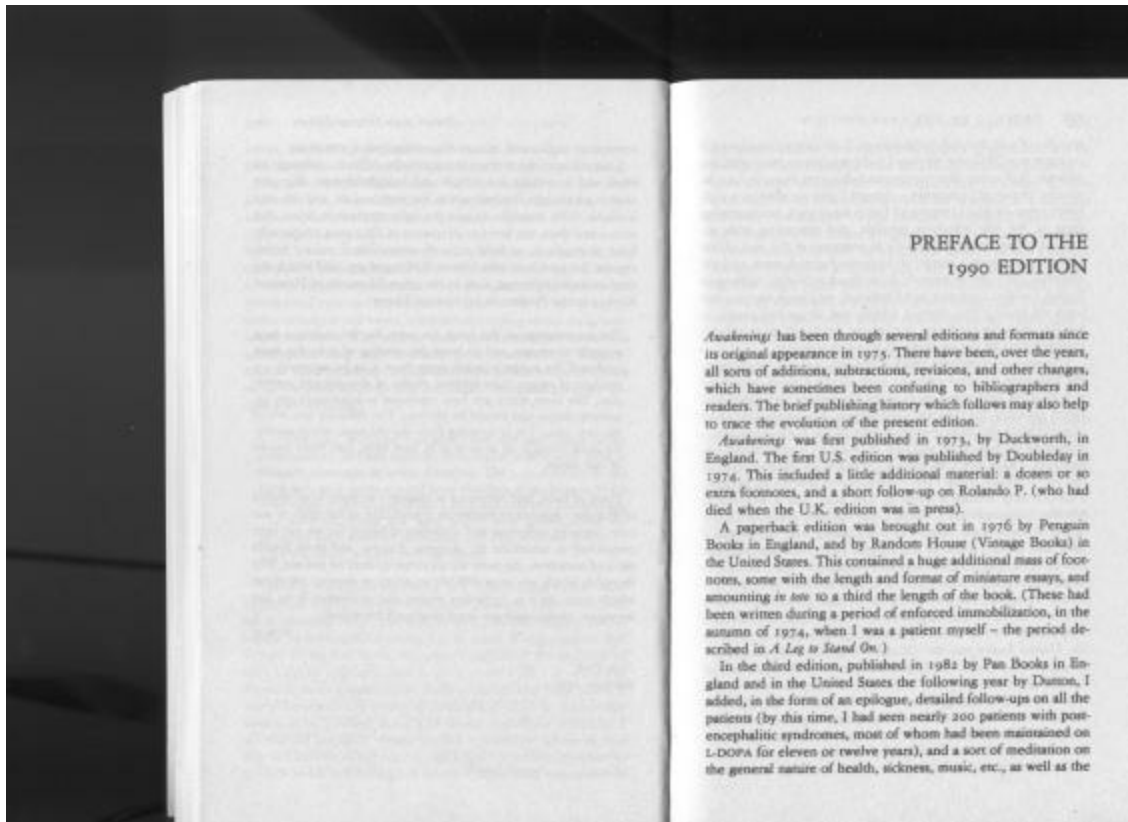 PREFACE TO THE
1990 EDITION
Awakenings has been through several editions and formats since
its original appearance in 1973. There have been, over the years,
all sorts of additions, subtractions, revisions, and other changes,
which have sometimes been confusing to bibliographers and
readers. The brief publishing history which follows may also help
to trace the evolution of the present edition.
Awakenings was first published in 1973, by Duckworth, in
England. The first U.S. edition was published by Doubleday in
1974. This included a little additional material: a dozen or so
extra footnotes, and a short follow-up on Rolando P. (who had
died when the U.K. edition was in press).
A paperback edition was brought out in 1976 by Penguin
Books in England, and by Random House (Vintage Books) in
the United States. This contained a huge additional mass of foot-
notes, some with the length and format of miniature essays, and
amounting in toto to a third the length of the book. (These had
been written during a period of enforced immobilization, in the
autumn of 1974, when I was a patient myself – the period de-
scribed in A Leg to Stand On.)
In the third edition, published in 1982 by Pan Books in En-
gland and in the United States the following year by Dutton, I
added, in the form of an epilogue, detailed follow-ups on all the
patients (by this time, I had seen nearly 200 patients with post-
encephalitic syndromes, most of whom had been maintained on
L-DOPA for eleven or twelve years), and a sort of meditation on
the general nature of health, sickness, music, etc., as well as the